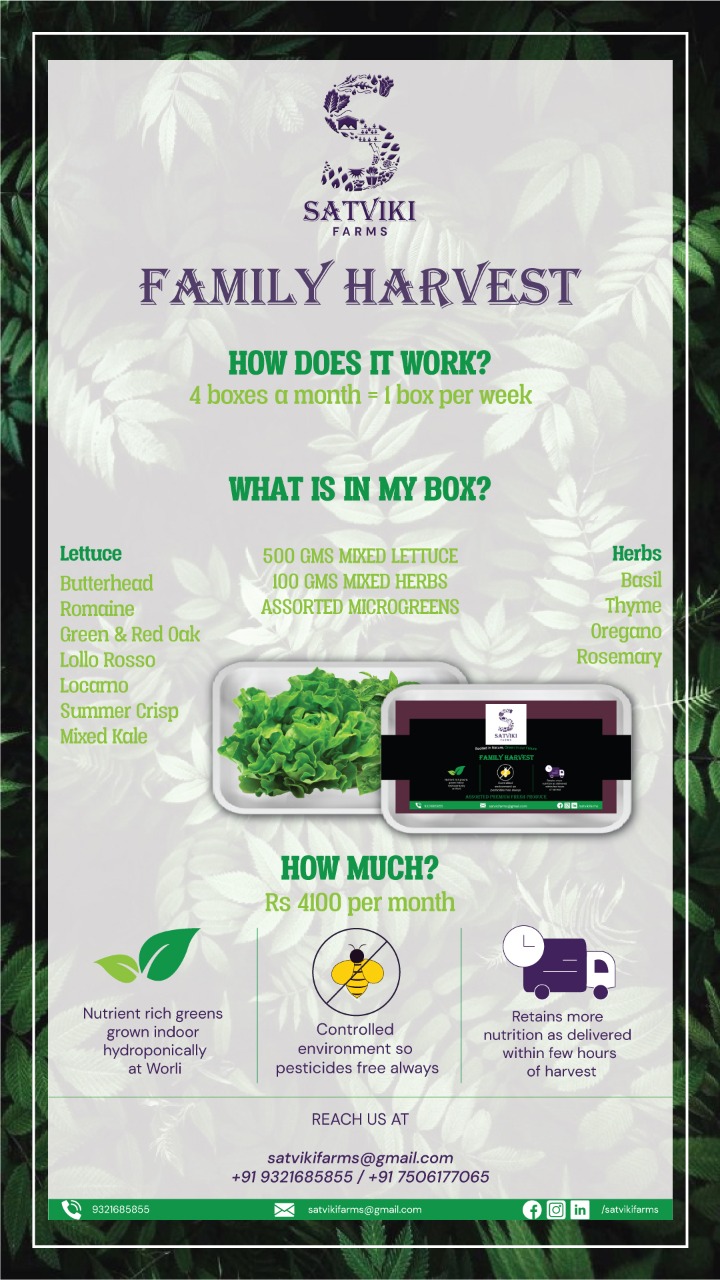 SATVIKI
FARMS
FAMILY HARVEST
HOW DOES IT WORK?
4 boxes a month = 1 box per week
WHAT IS IN MY BOX?
Lettuce
Butterhead
Romaine
Green & Red Oak
Lollo Rosso
Locarno
Summer Crisp
Mixed Kale
500 GMS MIXED LETTUCE
100 GMS MIXED HERBS
ASSORTED MICROGREENS
Herbs
Basil
Thyme
Oregano
Rosemary
SATVIKI
FAMILY HARVEST
HOW MUCH?
Rs 4100 per month
Nutrient rich greens
grown indoor
hydroponically
at Worli
Controlled
environment so
pesticides free always
Retains more
nutrition as delivered
within few hours
of harvest
REACH US AT
satvikifarms@gmail.com
+91 9321685855 / +91 7506177065
9321685855
satvikifarms@gmail.com
/satvikifarms